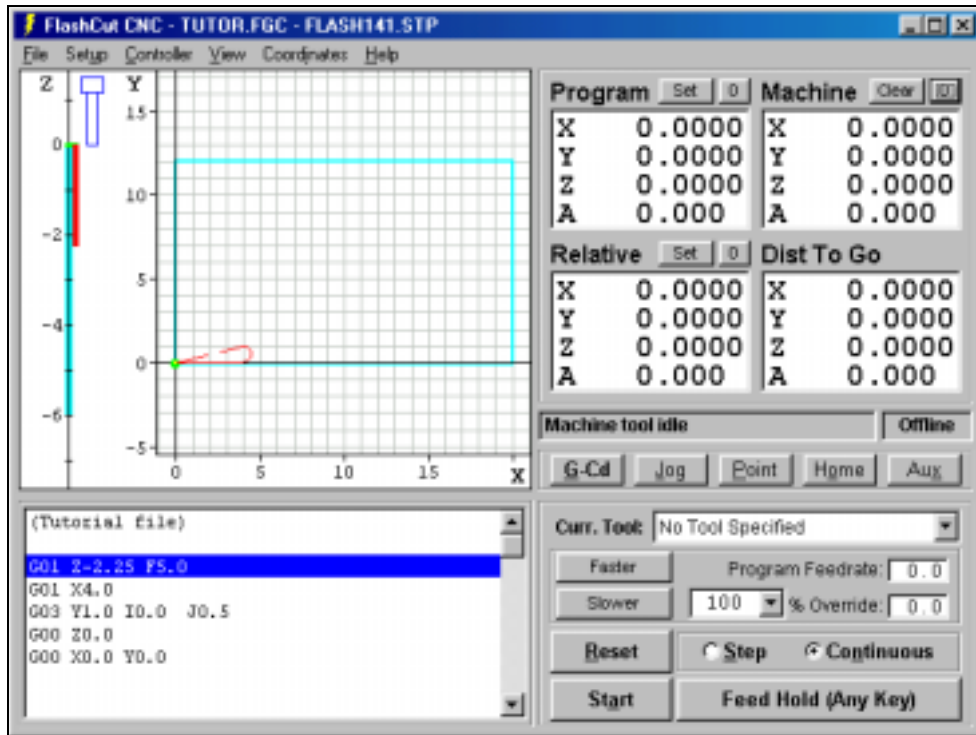 FlashCut CNC - TUTOR.FGC - FLASH141.STP
File Setup Controller View Coordinates Help
Z
0
-2
-4
-6
Y
15
10
5
0
-5
0 5 10 15 X
Program Set 0
X 0.0000
Y 0.0000
Z 0.0000
A 0.000
Machine Clear 0
X 0.0000
Y 0.0000
Z 0.0000
A 0.000
Relative Set 0
X 0.0000
Y 0.0000
Z 0.0000
A 0.000
Dist To Go
X 0.0000
Y 0.0000
Z 0.0000
A 0.000
Machine tool idle Offline
G-Cd Jog Point Home Aux
(Tutorial file)
G01 Z-2.25 F5.0
G01 X4.0
G03 Y1.0 I0.0 J0.5
G00 Z0.0
G00 X0.0 Y0.0
Curr. Tool: No Tool Specified
Faster Program Feedrate: 0.0
Slower 100 % Override: 0.0
Reset Step Continuous
Start Feed Hold (Any Key)